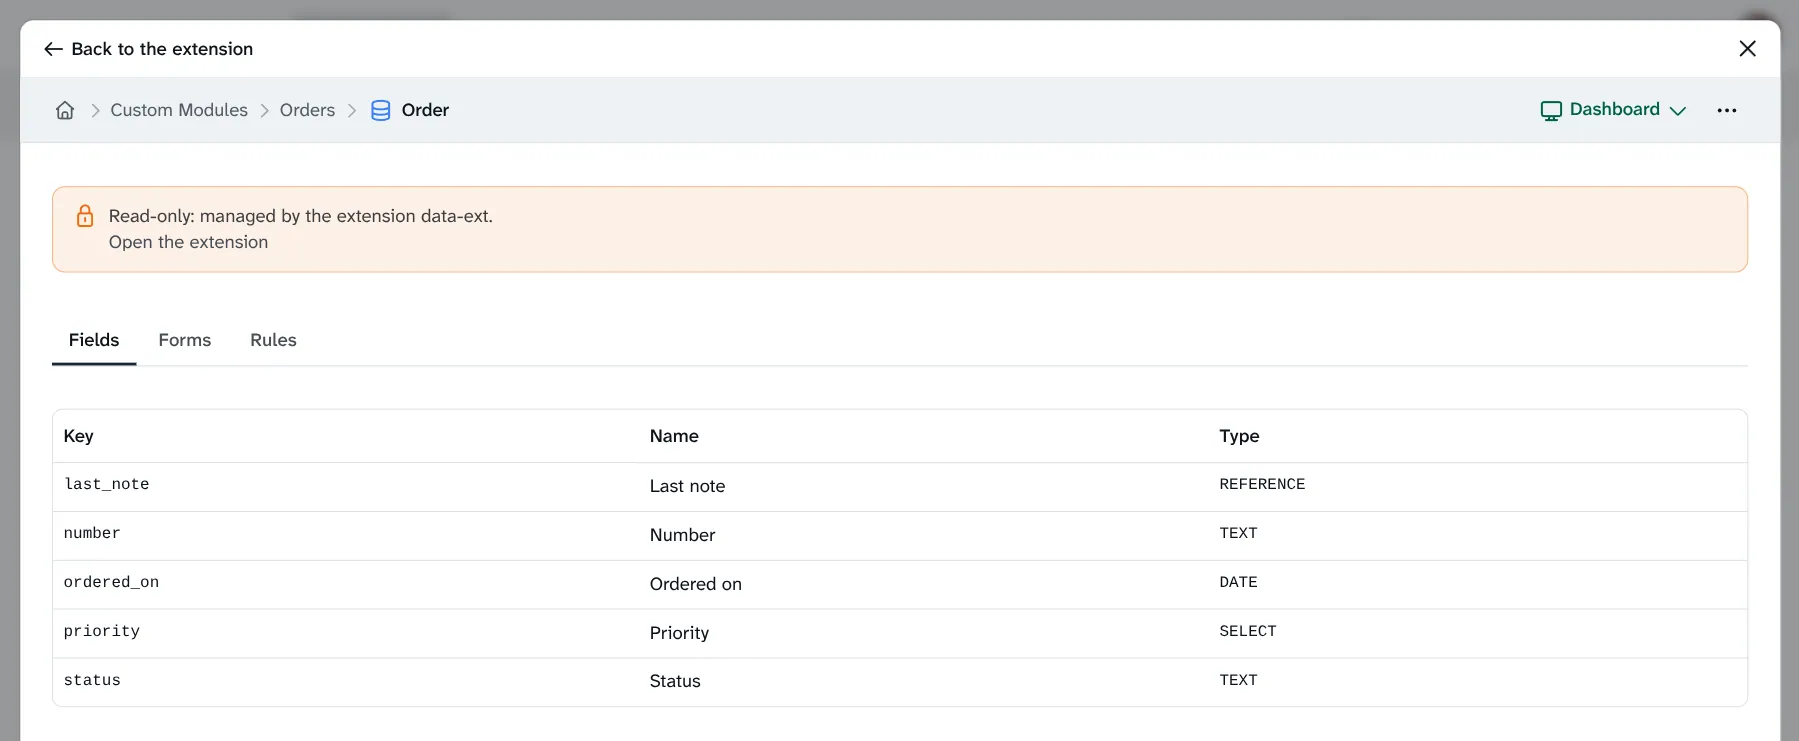 Back to the extension
Custom Modules Orders Order Dashboard
Read-only: managed by the extension data-ext.
Open the extension
Fields Forms Rules
Key Name Type
last_note Last note REFERENCE
number Number TEXT
ordered_on Ordered on DATE
priority Priority SELECT
status Status TEXT